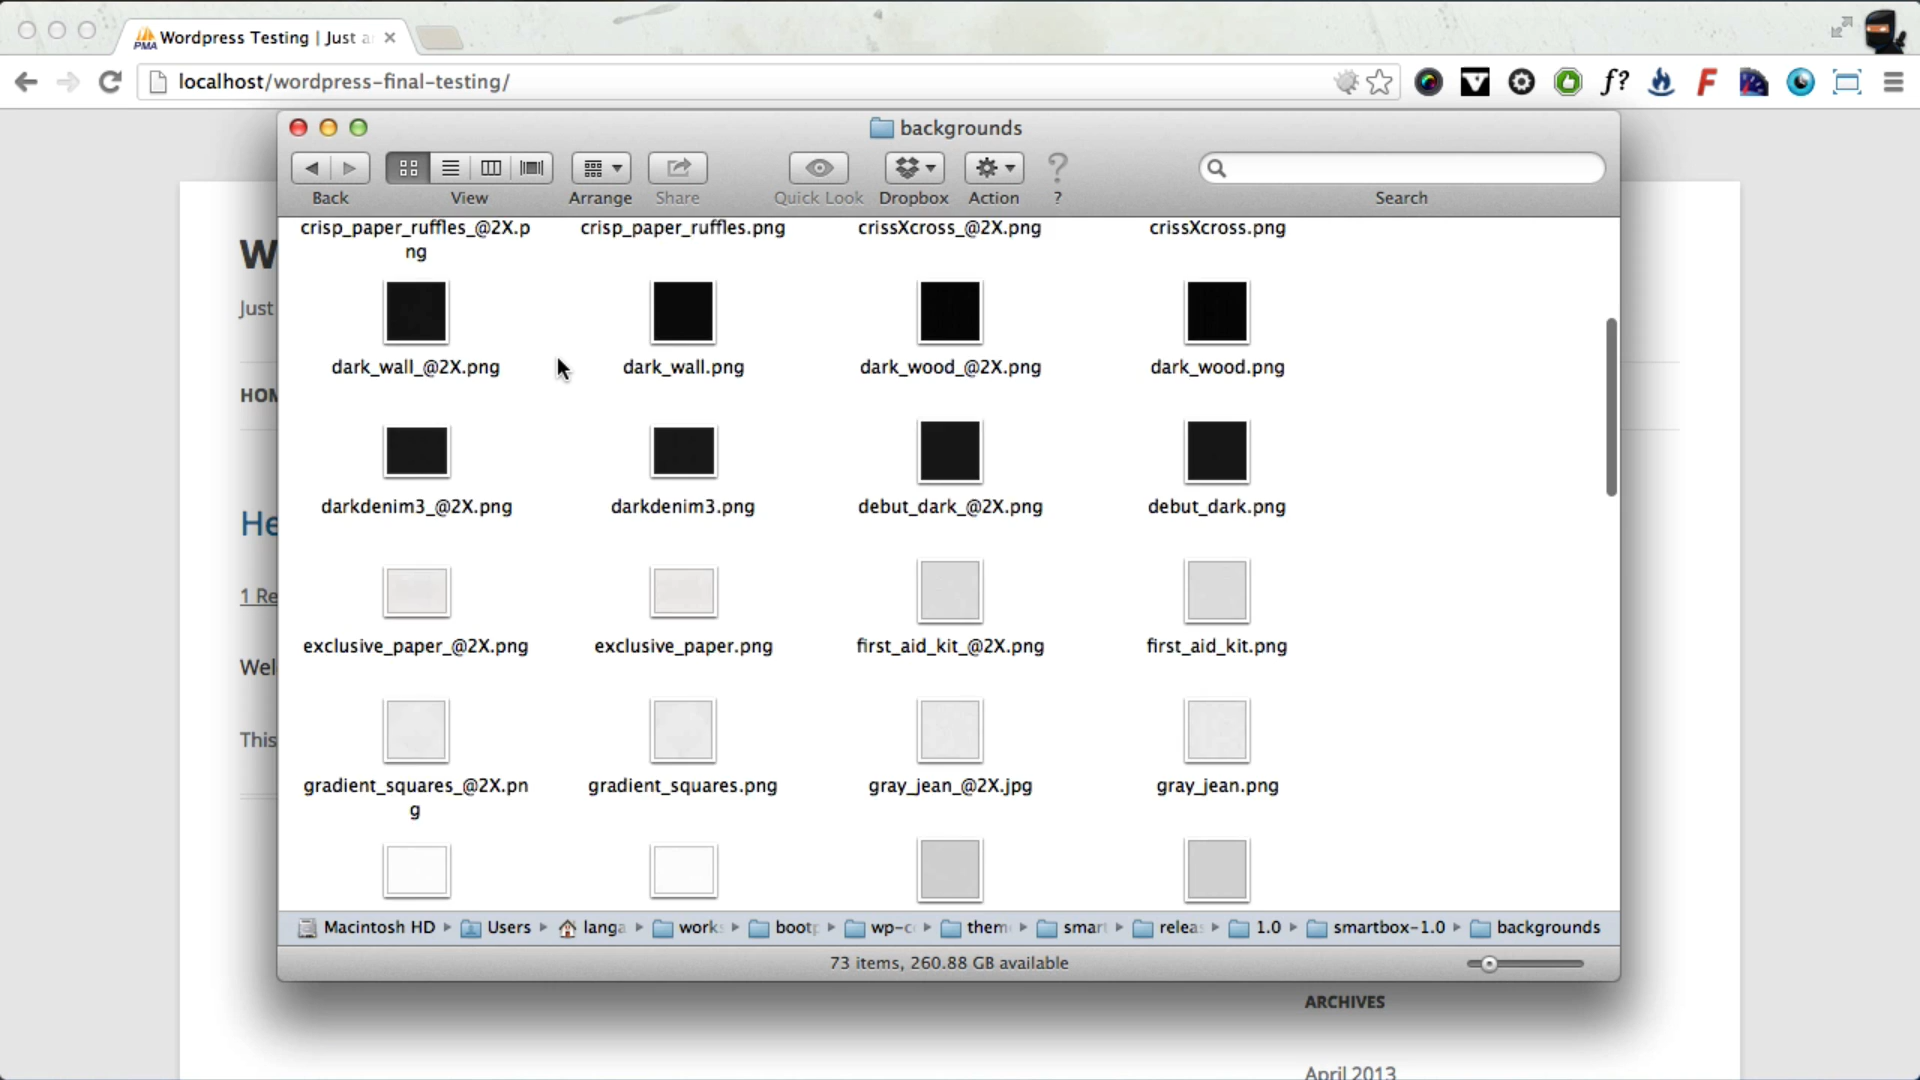 PMA Wordpress Testing | Just a
localhost/wordpress-final-testing/
f?
F
backgrounds
Back View Arrange Share Quick Look Dropbox Action ? Search
crisp_paper_ruffles_@2X.p
ng
crisp_paper_ruffles.png
crissXcross_@2X.png
crissXcross.png
dark_wall_@2X.png
dark_wall.png
dark_wood_@2X.png
dark_wood.png
darkdenim3_@2X.png
darkdenim3.png
debut_dark_@2X.png
debut_dark.png
exclusive_paper_@2X.png
exclusive_paper.png
first_aid_kit_@2X.png
first_aid_kit.png
gradient_squares_@2X.pn
g
gradient_squares.png
gray_jean_@2X.jpg
gray_jean.png
Macintosh HD Users langa works bootp wp-c them smar relea 1.0 smartbox-1.0 backgrounds
73 items, 260.88 GB available
W
Just
HOM
He
1 Re
Wel
This
ARCHIVES
April 2013